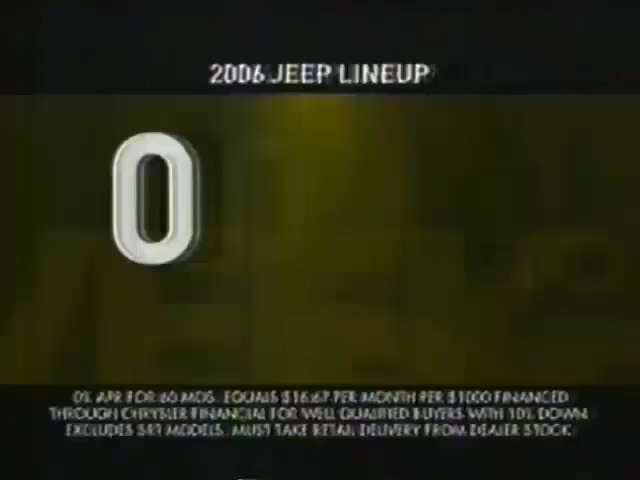 2006 JEEP LINEUP
0
0% APR FOR 60 MOS. EQUALS $16.67 PER MONTH PER $1000 FINANCED
THROUGH CHRYSLER FINANCIAL FOR WELL QUALIFIED BUYERS WITH 10% DOWN.
EXCLUDES SRT MODELS. MUST TAKE RETAIL DELIVERY FROM DEALER STOCK.